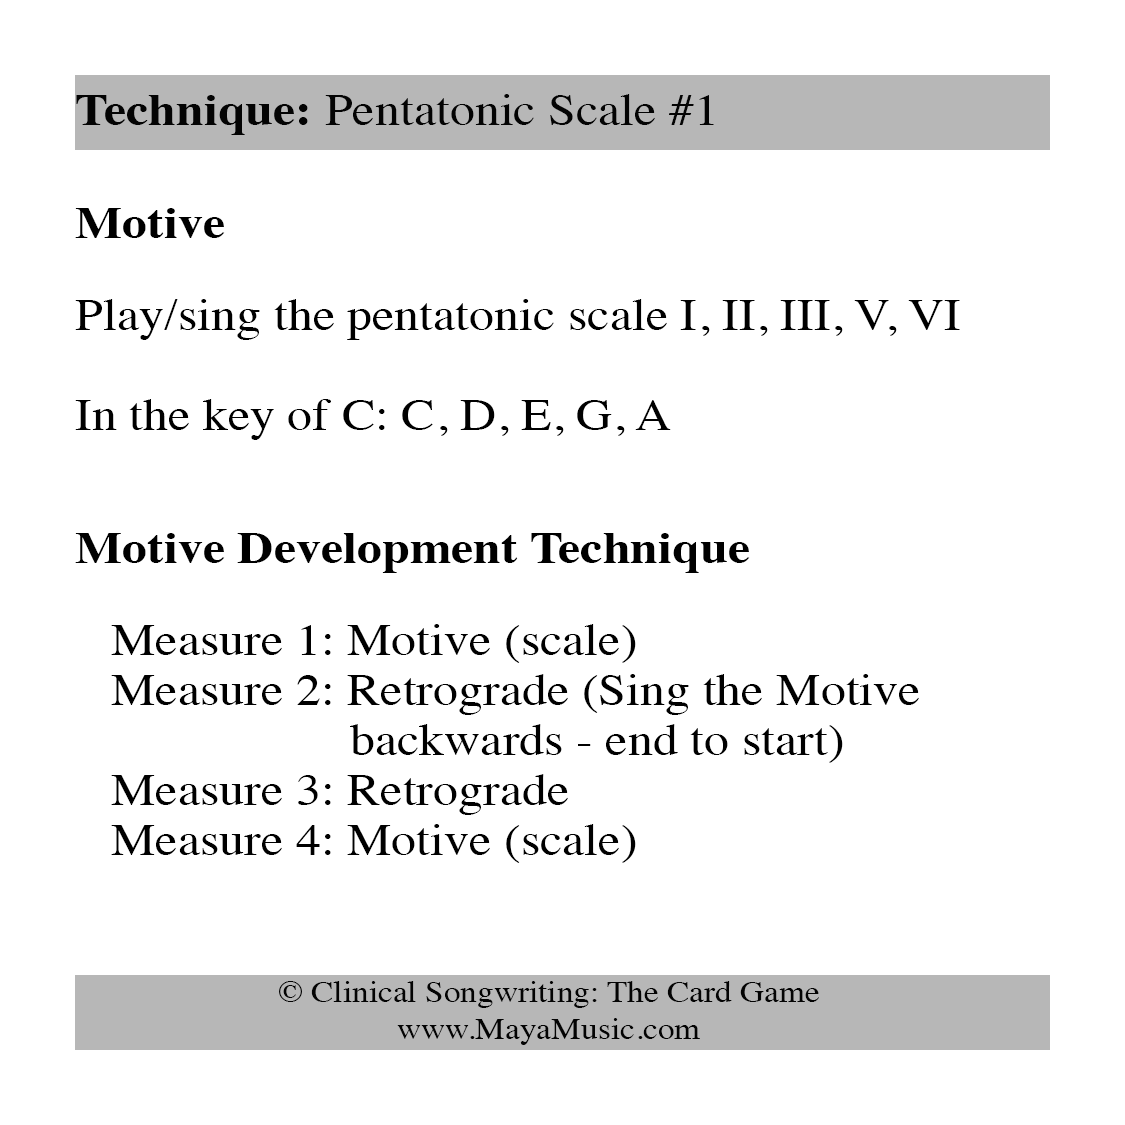 Technique: Pentatonic Scale #1
Motive
Play/sing the pentatonic scale I, II, III, V, VI
In the key of C: C, D, E, G, A
Motive Development Technique
Measure 1: Motive (scale)
Measure 2: Retrograde (Sing the Motive
backwards - end to start)
Measure 3: Retrograde
Measure 4: Motive (scale)
© Clinical Songwriting: The Card Game
www.MayaMusic.com